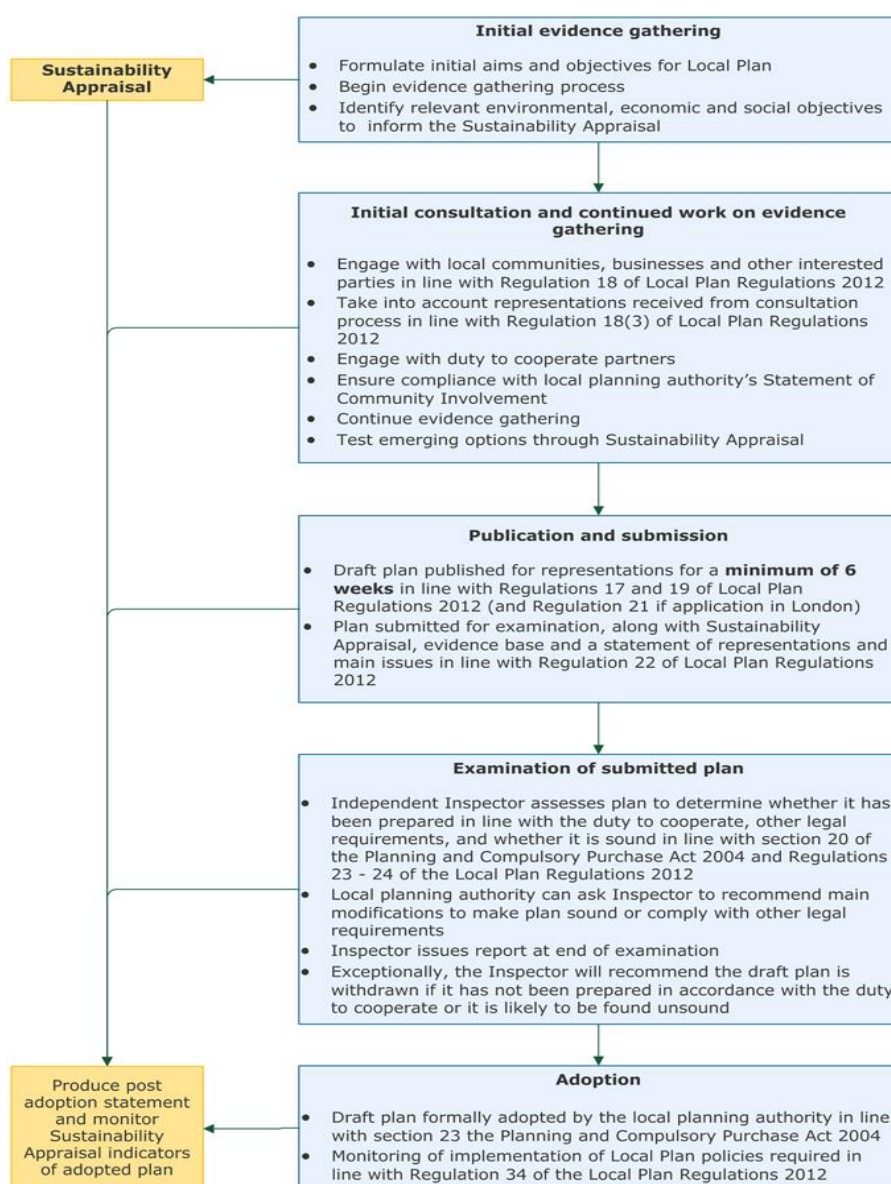 Sustainability
Appraisal
Initial evidence gathering
• Formulate initial aims and objectives for Local Plan
• Begin evidence gathering process
• Identify relevant environmental, economic and social objectives
to inform the Sustainability Appraisal
Initial consultation and continued work on evidence
gathering
• Engage with local communities, businesses and other interested
parties in line with Regulation 18 of Local Plan Regulations 2012
• Take into account representations received from consultation
process in line with Regulation 18(3) of Local Plan Regulations
2012
• Engage with duty to cooperate partners
• Ensure compliance with local planning authority's Statement of
Community Involvement
• Continue evidence gathering
• Test emerging options through Sustainability Appraisal
Publication and submission
• Draft plan published for representations for a minimum of 6
weeks in line with Regulations 17 and 19 of Local Plan
Regulations 2012 (and Regulation 21 if application in London)
• Plan submitted for examination, along with Sustainability
Appraisal, evidence base and a statement of representations and
main issues in line with Regulation 22 of Local Plan Regulations
2012
Examination of submitted plan
• Independent Inspector assesses plan to determine whether it has
been prepared in line with the duty to cooperate, other legal
requirements, and whether it is sound in line with section 20 of
the Planning and Compulsory Purchase Act 2004 and Regulations
23 - 24 of the Local Plan Regulations 2012
• Local planning authority can ask Inspector to recommend main
modifications to make plan sound or comply with other legal
requirements
• Inspector issues report at end of examination
• Exceptionally, the Inspector will recommend the draft plan is
withdrawn if it has not been prepared in accordance with the duty
to cooperate or it is likely to be found unsound
Produce post
adoption statement
and monitor
Sustainability
Appraisal indicators
of adopted plan
Adoption
• Draft plan formally adopted by the local planning authority in line
with section 23 the Planning and Compulsory Purchase Act 2004
• Monitoring of implementation of Local Plan policies required in
line with Regulation 34 of the Local Plan Regulations 2012